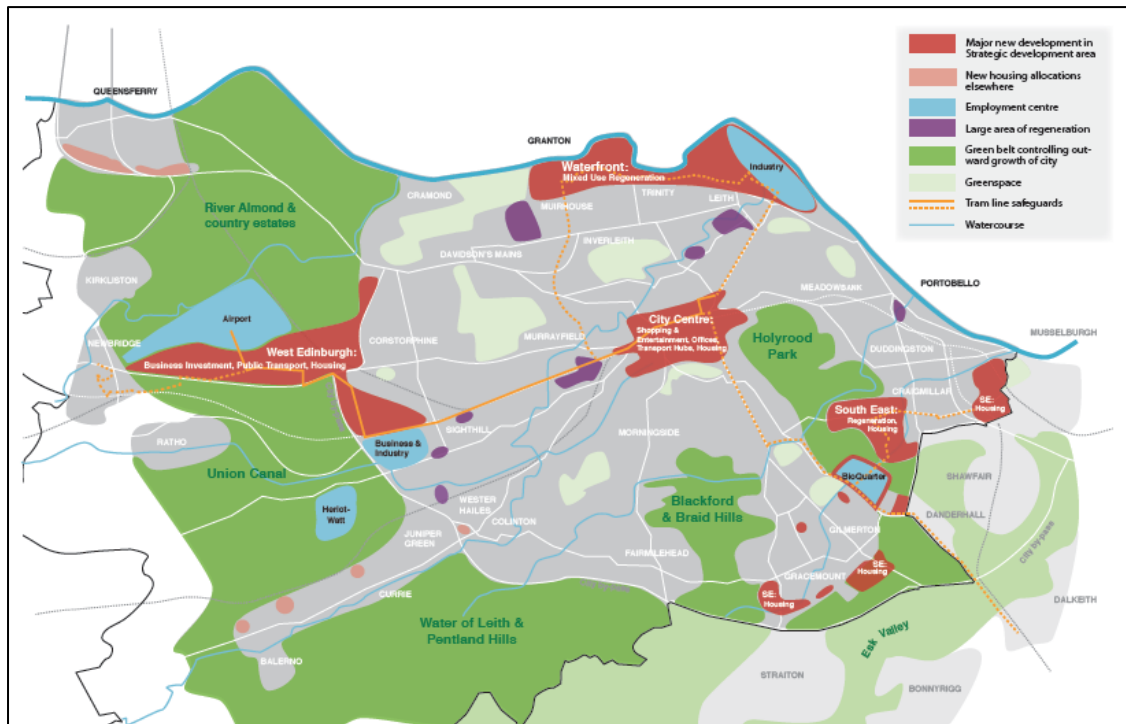 Major new development in
Strategic development area
New housing allocations
elsewhere
Employment centre
Large area of regeneration
Green belt controlling out-
ward growth of city
Greenspace
Tram line safeguards
Watercourse
QUEENSFERRY
GRANTON
Waterfront:
Mixed Use Regeneration
Industry
CRAMOND
MUIRHOUSE
TRINITY
LEITH
River Almond &
country estates
INVERLEITH
DAVIDSON'S MAINS
KIRKLISTON
MEADOWBANK
PORTOBELLO
Airport
City Centre:
Shopping &
Entertainment, Offices,
Transport Hubs, Housing
MUSSELBURGH
NEWBRIDGE
CORSTORPHINE
MURRAYFIELD
Holyrood
Park
DUDDINGSTON
West Edinburgh:
Business Investment, Public Transport, Housing
CRAIGMILLAR
SE:
Housing
South East:
Regeneration,
Housing
SIGHTHILL
MORNINGSIDE
RATHO
Business &
Industry
Union Canal
BioQuarter
SHAWFAIR
Heriot-
Watt
WESTER
HAILES
Blackford
& Braid Hills
DANDERHALL
COLINTON
GILMERTON
JUNIPER
GREEN
City by-pass
FAIRMILEHEAD
SE:
Housing
GRACEMOUNT
CURRIE
SE:
Housing
DALKEITH
Water of Leith &
Pentland Hills
Esk Valley
BALERNO
STRAITON
BONNYRIGG